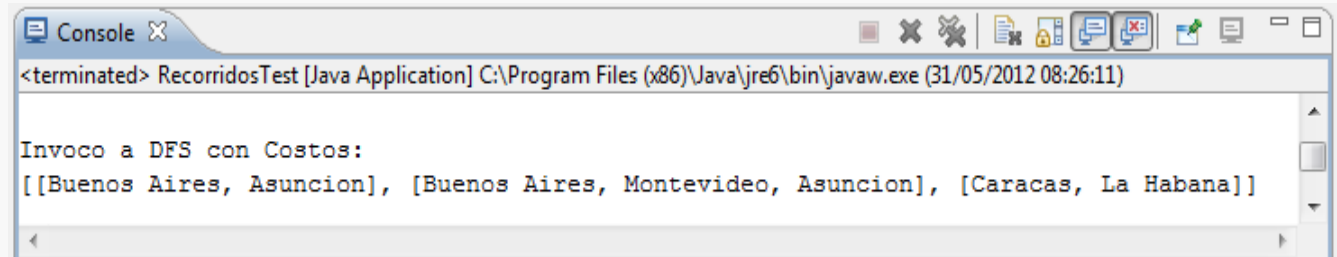 Console
<terminated> RecorridosTest [Java Application] C:\Program Files (x86)\Java\jre6\bin\javaw.exe (31/05/2012 08:26:11)
Invoco a DFS con Costos:
[[Buenos Aires, Asuncion], [Buenos Aires, Montevideo, Asuncion], [Caracas, La Habana]]